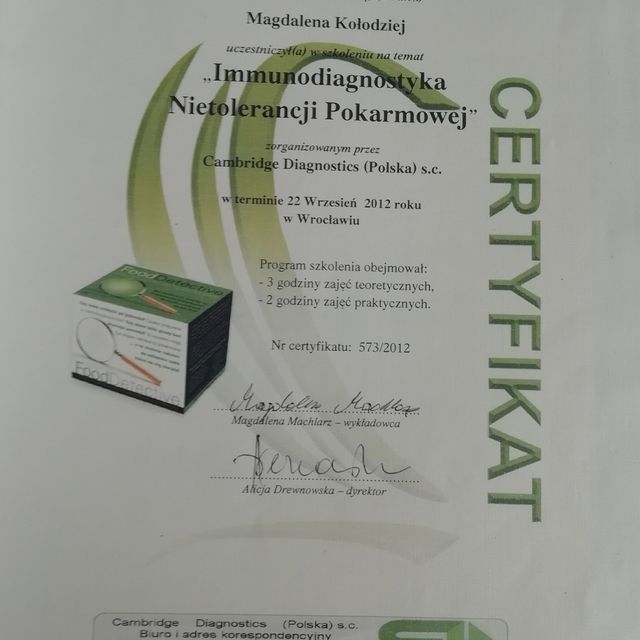 Magdalena Kołodziej
uczestniczył(a) w szkoleniu na temat
„Immunodiagnostyka
Nietolerancji Pokarmowej”
zorganizowanym przez
Cambridge Diagnostics (Polska) s.c.
w terminie 22 Wrzesień 2012 roku
w Wrocławiu
CERTYFIKAT
Program szkolenia obejmował:
- 3 godziny zajęć teoretycznych,
- 2 godziny zajęć praktycznych.
FoodDetective
FoodDetective
Nr certyfikatu: 573/2012
Magdalena Machlarz – wykładowca
Alicja Drewnowska – dyrektor
Cambridge Diagnostics (Polska) s.c.
Biuro i adres korespondencyjny